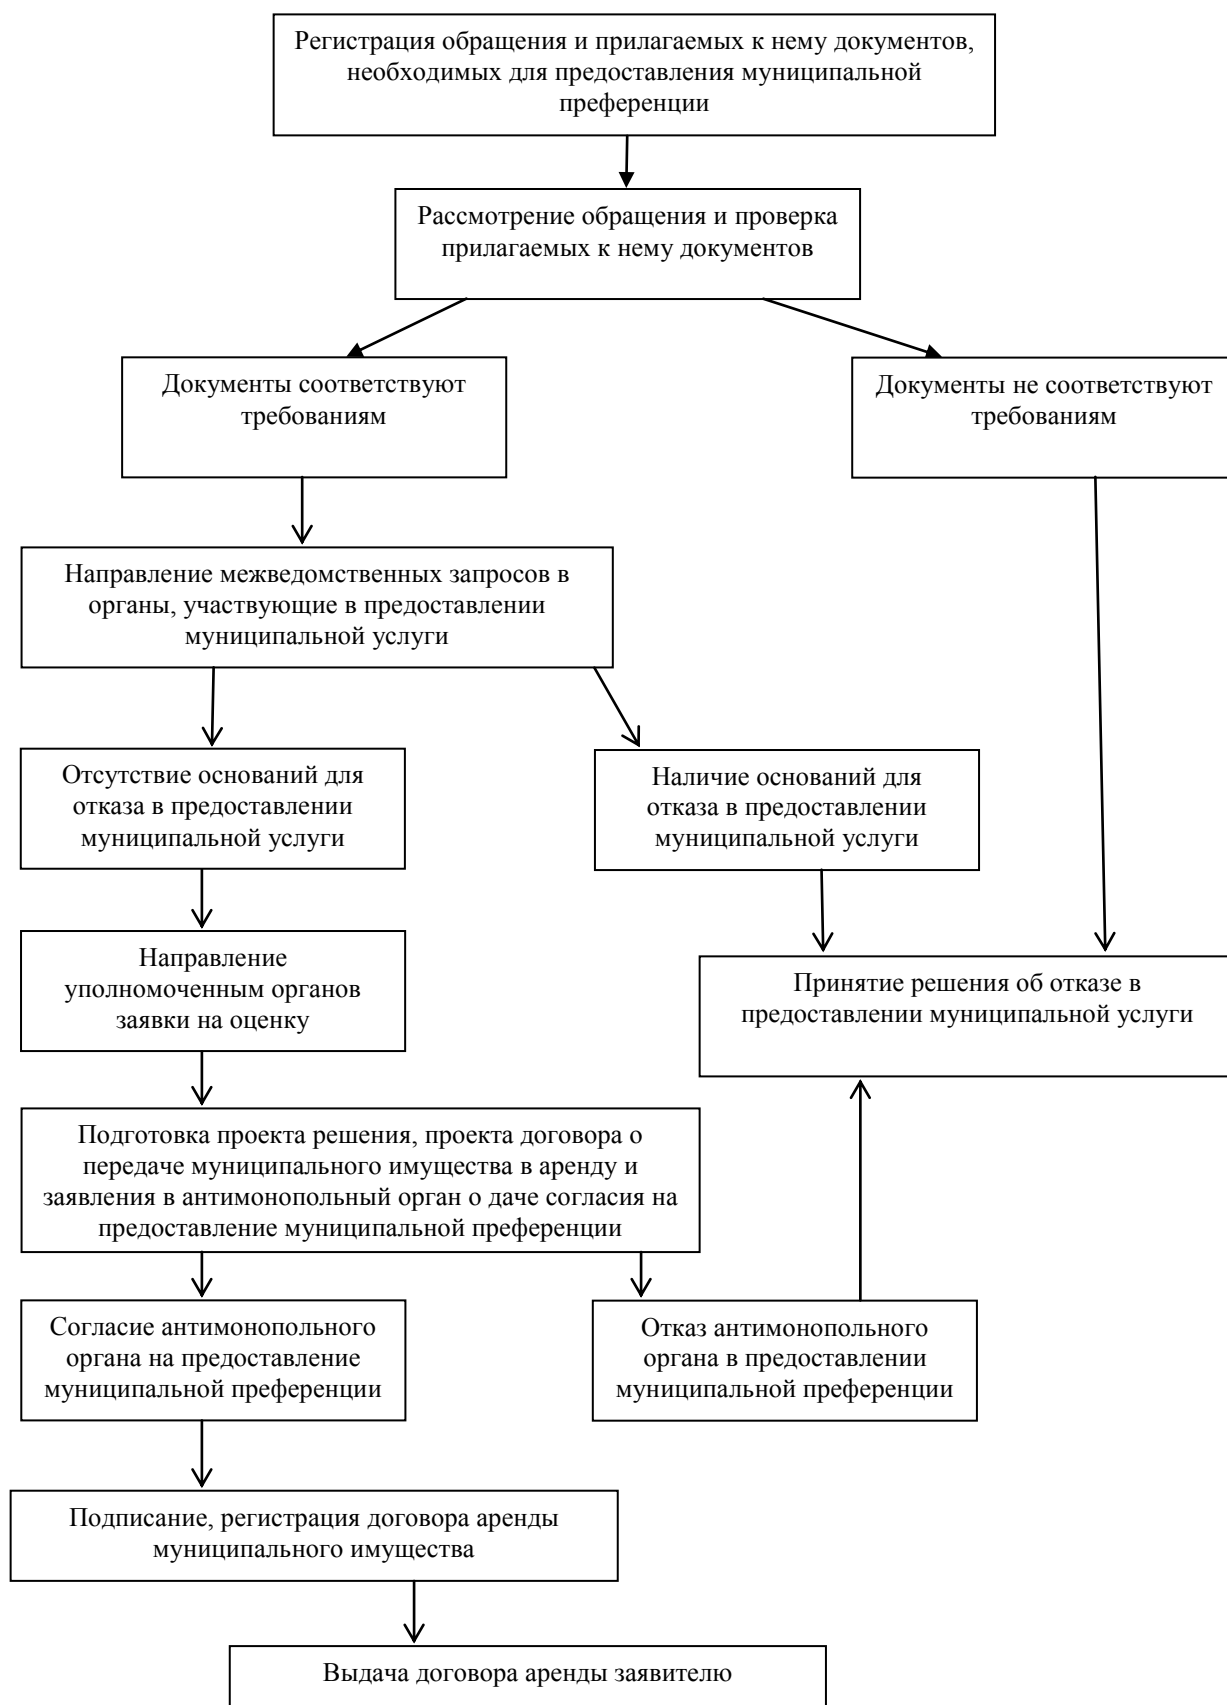 Регистрация обращения и прилагаемых к нему документов,
необходимых для предоставления муниципальной
преференции
Рассмотрение обращения и проверка
прилагаемых к нему документов
Документы соответствуют
требованиям
Документы не соответствуют
требованиям
Направление межведомственных запросов в
органы, участвующие в предоставлении
муниципальной услуги
Отсутствие оснований для
отказа в предоставлении
муниципальной услуги
Наличие оснований для
отказа в предоставлении
муниципальной услуги
Направление
уполномоченным органов
заявки на оценку
Принятие решения об отказе в
предоставлении муниципальной услуги
Подготовка проекта решения, проекта договора о
передаче муниципального имущества в аренду и
заявления в антимонопольный орган о даче согласия на
предоставление муниципальной преференции
Согласие антимонопольного
органа на предоставление
муниципальной преференции
Отказ антимонопольного
органа в предоставлении
муниципальной преференции
Подписание, регистрация договора аренды
муниципального имущества
Выдача договора аренды заявителю